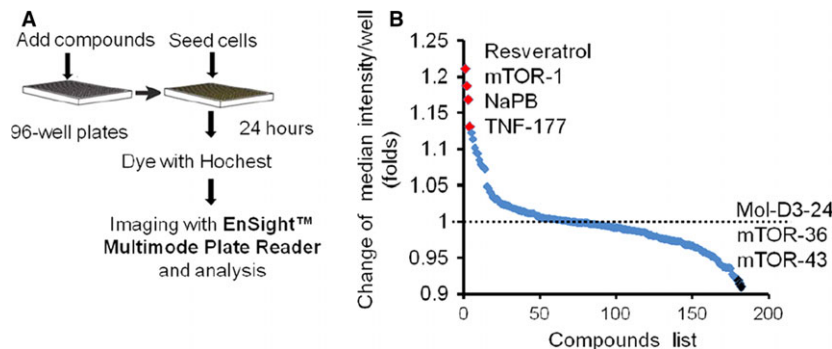 A
Add compounds
Seed cells
96-well plates
24 hours
Dye with Hochest
Imaging with EnSight™
Multimode Plate Reader
and analysis
B
Change of median intensity/well
(folds)
1.25
1.2
1.15
1.1
1.05
1
0.95
0.9
Resveratrol
mTOR-1
NaPB
TNF-177
Mol-D3-24
mTOR-36
mTOR-43
0
50
100
150
200
Compounds list